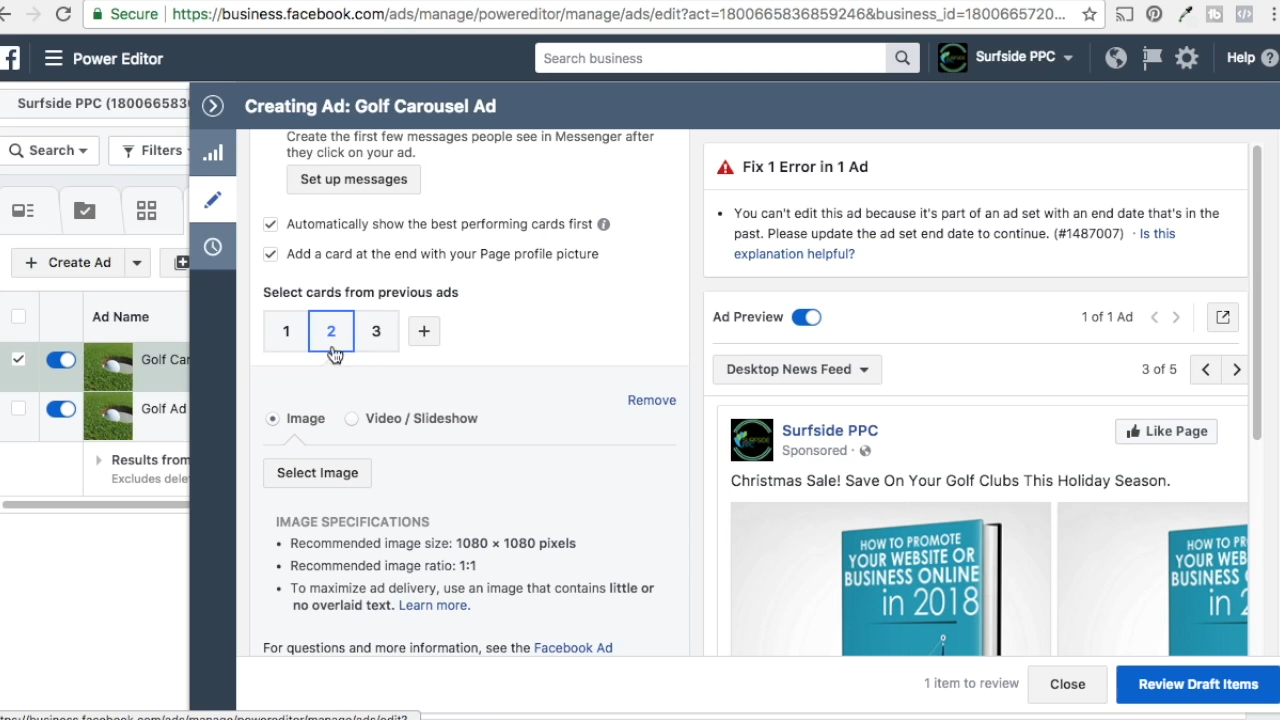 Secure
https://business.facebook.com/ads/manage/powereditor/manage/ads/edit?act=1800665836859246&business_id=1800665720...
Power Editor
Search business
Surfside PPC
Help
Surfside PPC (18006658365
Creating Ad: Golf Carousel Ad
Search
Filters
Create Ad
Ad Name
Golf Car
Golf Ad
Results from
Excludes dele
Create the first few messages people see in Messenger after
they click on your ad.
Set up messages
Automatically show the best performing cards first
Add a card at the end with your Page profile picture
Select cards from previous ads
1 2 3 +
Remove
Image Video / Slideshow
Select Image
IMAGE SPECIFICATIONS
• Recommended image size: 1080 × 1080 pixels
• Recommended image ratio: 1:1
• To maximize ad delivery, use an image that contains little or
no overlaid text. Learn more.
For questions and more information, see the Facebook Ad
Fix 1 Error in 1 Ad
• You can't edit this ad because it's part of an ad set with an end date that's in the
past. Please update the ad set end date to continue. (#1487007) · Is this
explanation helpful?
Ad Preview
1 of 1 Ad
Desktop News Feed
3 of 5
Surfside PPC
Sponsored ·
Like Page
Christmas Sale! Save On Your Golf Clubs This Holiday Season.
HOW TO PROMOTE
YOUR WEBSITE OR
BUSINESS ONLINE
in 2018
HOW TO PR
YOUR WEB
BUSINESS
in 2
1 item to review
Close
Review Draft Items